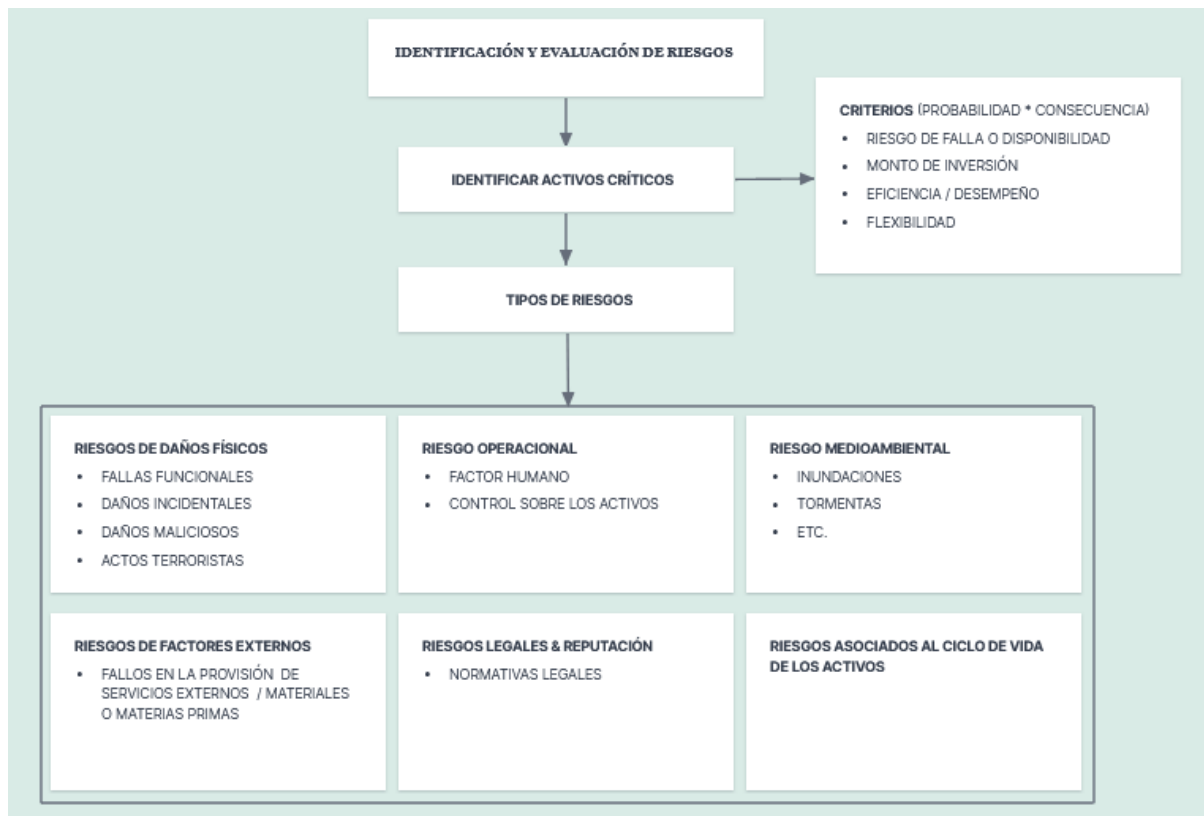 IDENTIFICACIÓN Y EVALUACIÓN DE RIESGOS
CRITERIOS (PROBABILIDAD * CONSECUENCIA)
• RIESGO DE FALLA O DISPONIBILIDAD
• MONTO DE INVERSIÓN
• EFICIENCIA / DESEMPEÑO
• FLEXIBILIDAD
IDENTIFICAR ACTIVOS CRÍTICOS
TIPOS DE RIESGOS
RIESGOS DE DAÑOS FÍSICOS
• FALLAS FUNCIONALES
• DAÑOS INCIDENTALES
• DAÑOS MALICIOSOS
• ACTOS TERRORISTAS
RIESGO OPERACIONAL
• FACTOR HUMANO
• CONTROL SOBRE LOS ACTIVOS
RIESGO MEDIOAMBIENTAL
• INUNDACIONES
• TORMENTAS
• ETC.
RIESGOS DE FACTORES EXTERNOS
• FALLOS EN LA PROVISIÓN DE
SERVICIOS EXTERNOS / MATERIALES
O MATERIAS PRIMAS
RIESGOS LEGALES & REPUTACIÓN
• NORMATIVAS LEGALES
RIESGOS ASOCIADOS AL CICLO DE VIDA
DE LOS ACTIVOS